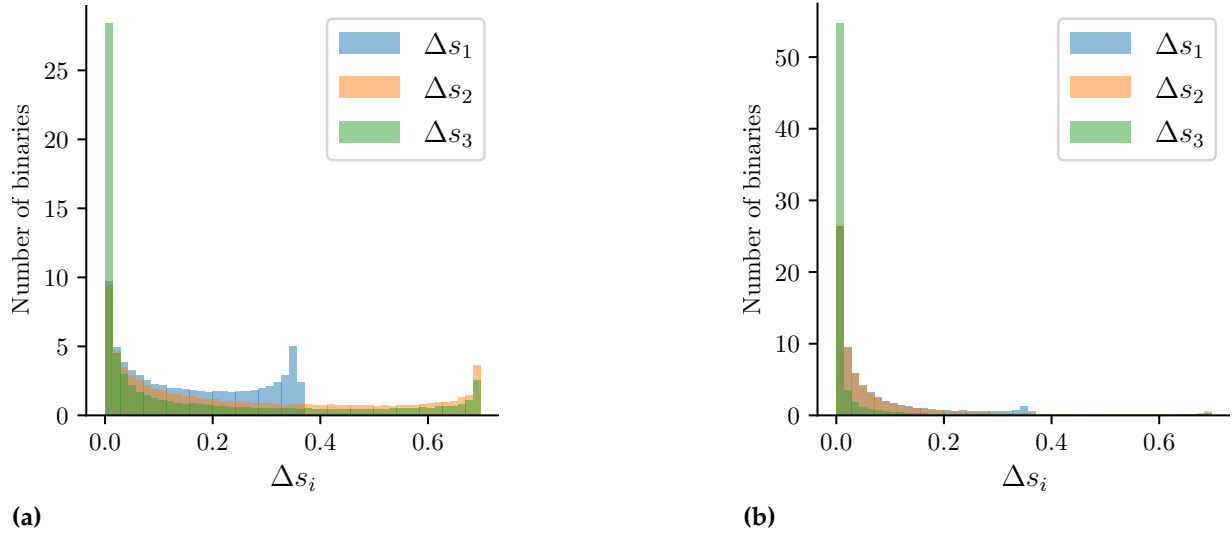 Number of binaries
25
20
15
10
5
0
0.0 0.2 0.4 0.6
Δs₁
Δs₂
Δs₃
Δsᵢ
(a)
Number of binaries
50
40
30
20
10
0
0.0 0.2 0.4 0.6
Δs₁
Δs₂
Δs₃
Δsᵢ
(b)